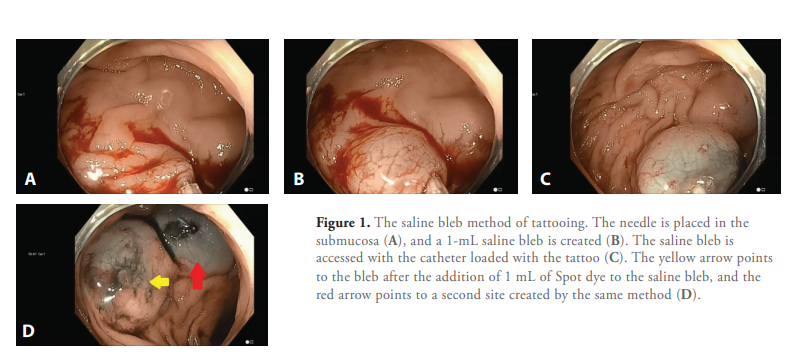 A
B
C
D
Figure 1. The saline bleb method of tattooing. The needle is placed in the
submucosa (A), and a 1-mL saline bleb is created (B). The saline bleb is
accessed with the catheter loaded with the tattoo (C). The yellow arrow points
to the bleb after the addition of 1 mL of Spot dye to the saline bleb, and the
red arrow points to a second site created by the same method (D).